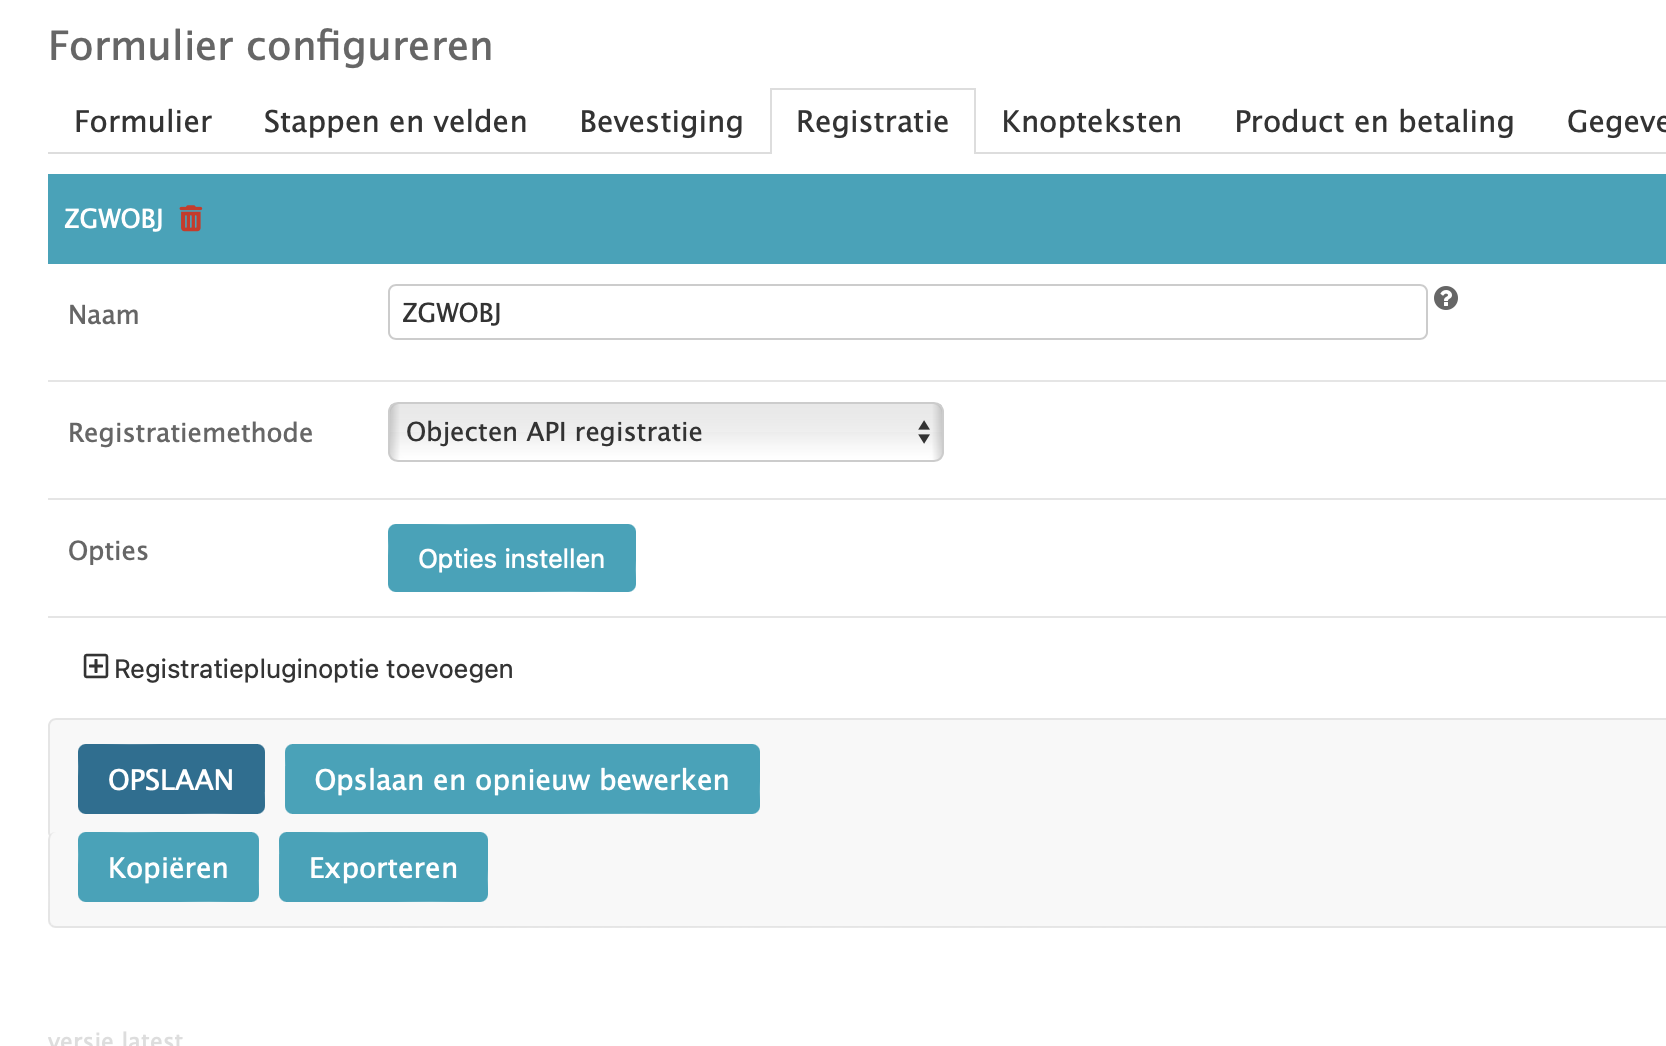 Formulier configureren
Formulier Stappen en velden Bevestiging Registratie Knopteksten Product en betaling Gegeve
ZGWOBJ
Naam ZGWOBJ ?
Registratiemethode Objecten API registratie
Opties Opties instellen
Registratiepluginoptie toevoegen
OPSLAAN Opslaan en opnieuw bewerken
Kopiëren Exporteren
versie latest